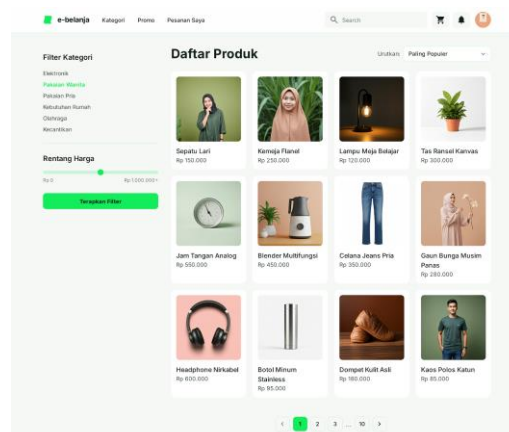 e-belanja
Kategori
Promo
Pesanan Saya
Search
Filter Kategori
Elektronik
Pakaian Wanita
Pakaian Pria
Kebutuhan Rumah
Olahraga
Kecantikan
Rentang Harga
Rp 0
Rp 1.000.000+
Terapkan Filter
Daftar Produk
Urutkan:
Paling Populer
Sepatu Lari
Rp 150.000
Kemeja Flanel
Rp 250.000
Lampu Meja Belajar
Rp 120.000
Tas Ransel Kanvas
Rp 300.000
Jam Tangan Analog
Rp 550.000
Blender Multifungsi
Rp 450.000
Celana Jeans Pria
Rp 350.000
Gaun Bunga Musim
Panas
Rp 280.000
Headphone Nirkabel
Rp 600.000
Botol Minum
Stainless
Rp 95.000
Dompet Kulit Asli
Rp 180.000
Kaos Polos Katun
Rp 85.000
1
2
3
...
10